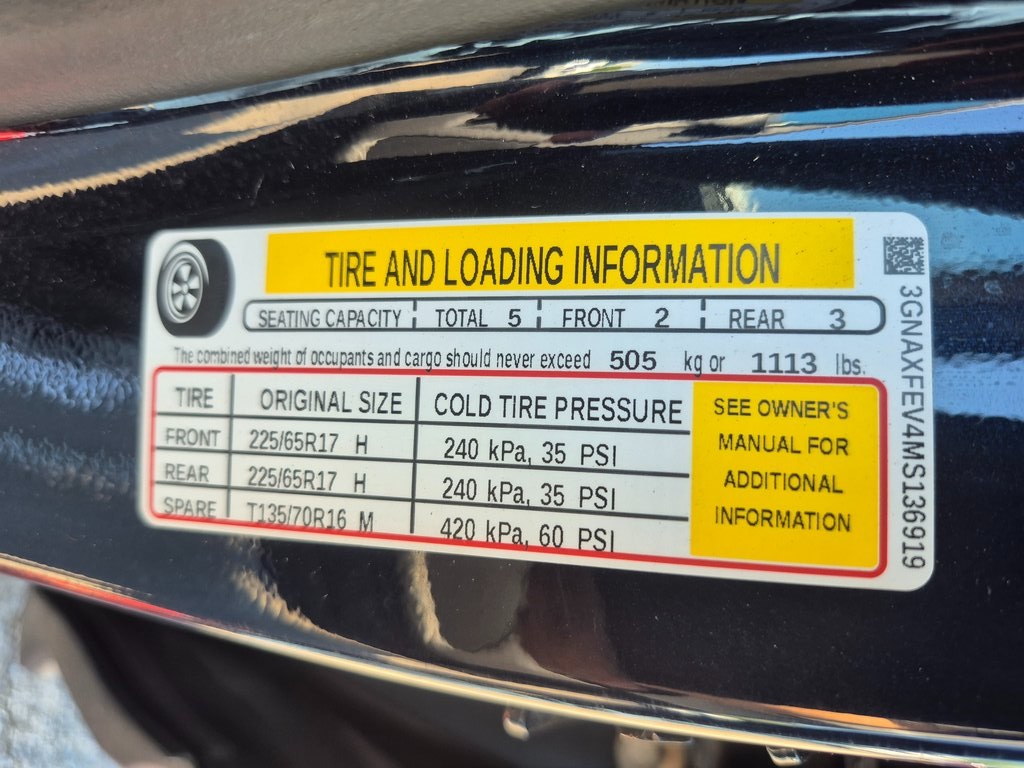 TIRE AND LOADING INFORMATION
SEATING CAPACITY TOTAL 5 FRONT 2 REAR 3
The combined weight of occupants and cargo should never exceed 505 kg or 1113 lbs.
TIRE ORIGINAL SIZE COLD TIRE PRESSURE
FRONT 225/65R17 H 240 kPa, 35 PSI
REAR 225/65R17 H 240 kPa, 35 PSI
SPARE T135/70R16 M 420 kPa, 60 PSI
SEE OWNER'S
MANUAL FOR
ADDITIONAL
INFORMATION
3GNAXFEV4MS136919